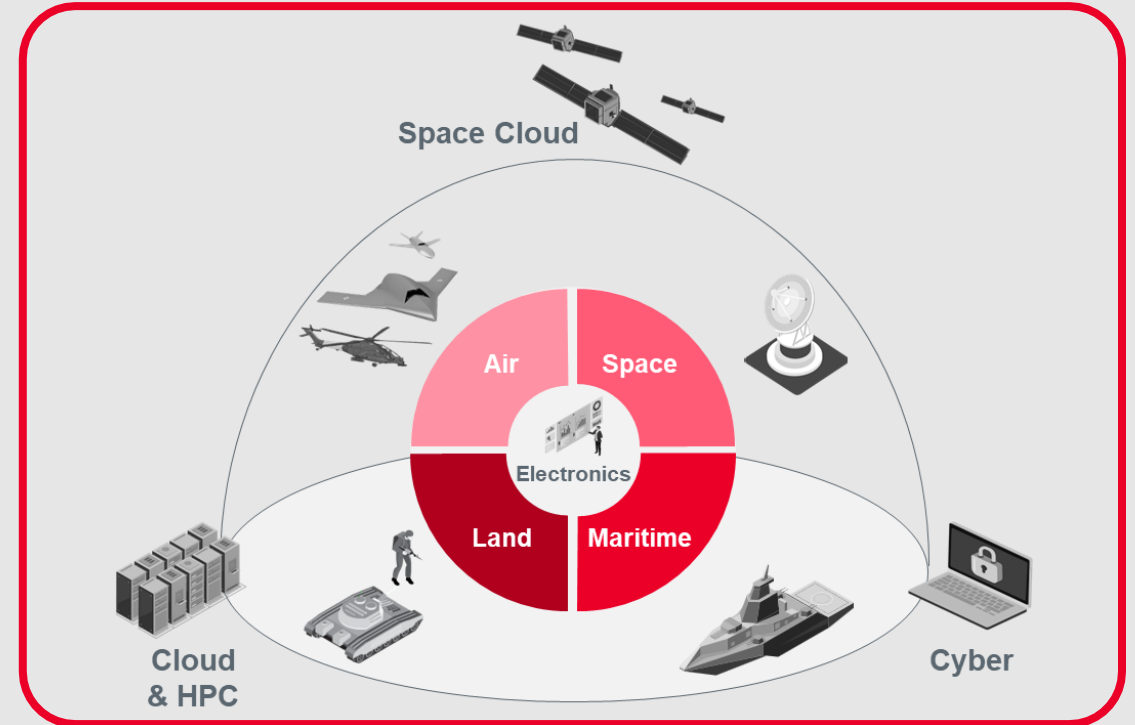 Space Cloud
Air
Space
Electronics
Land
Maritime
Cloud
& HPC
Cyber